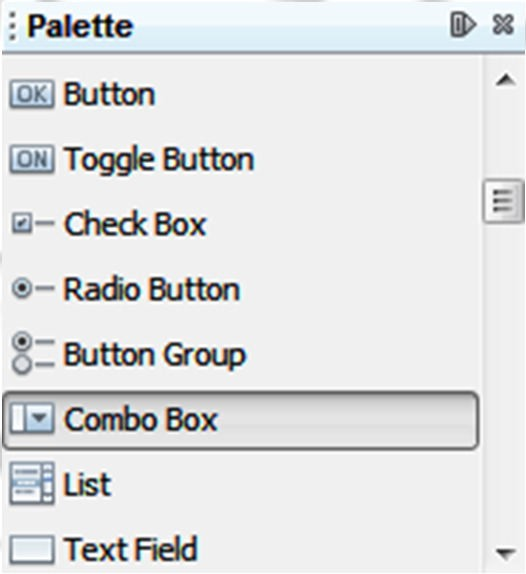 Palette
OK Button
ON Toggle Button
Check Box
Radio Button
Button Group
Combo Box
List
Text Field